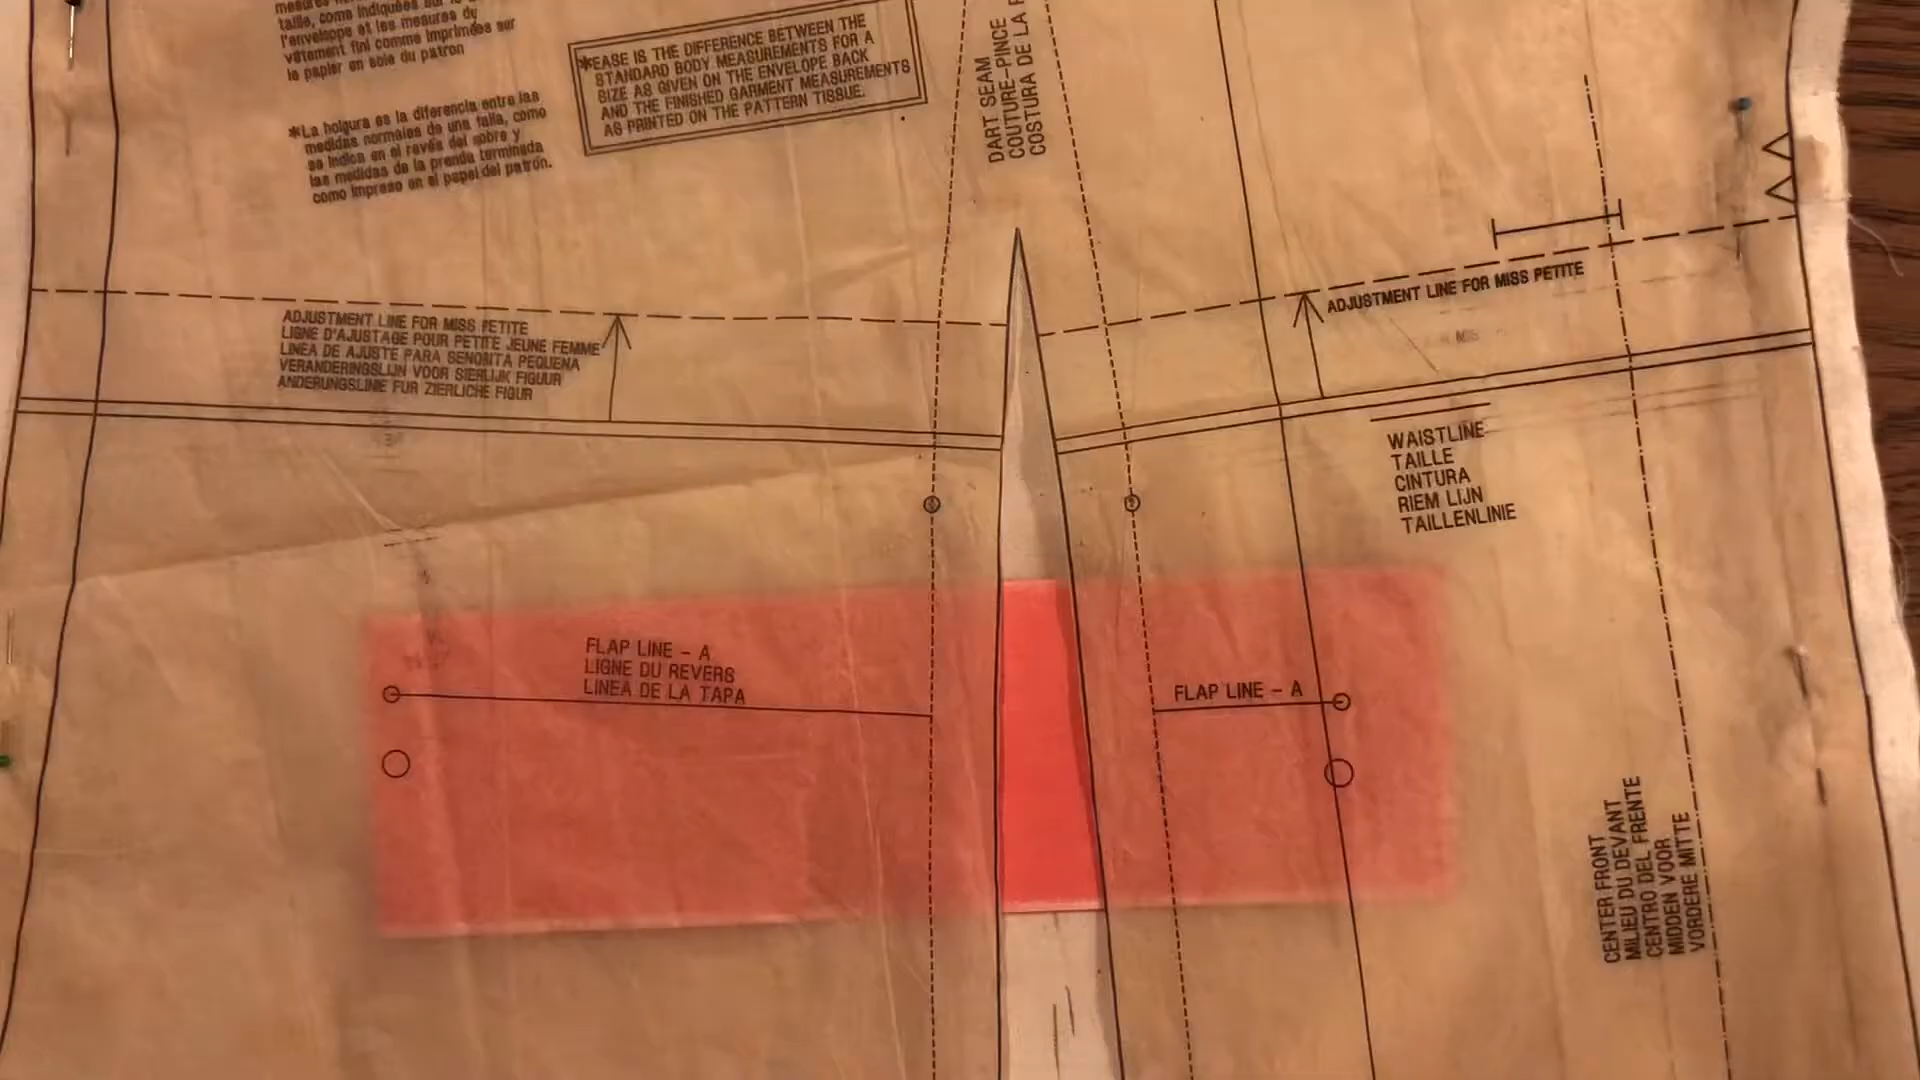 taille, comme indiquées sur le
l'enveloppe et les mesures du
vêtement fini comme imprimées sur
le papier en soie du patron
*La holgura es la diferencia entre las
medidas normales de una talla, como
se indica en el revés del sobre y
las medidas de la prenda terminada
como impreso en el papel del patrón.
*EASE IS THE DIFFERENCE BETWEEN THE
STANDARD BODY MEASUREMENTS FOR A
SIZE AS GIVEN ON THE ENVELOPE BACK
AND THE FINISHED GARMENT MEASUREMENTS
AS PRINTED ON THE PATTERN TISSUE.
DART SEAM
COUTURE-PINCE
COSTURA DE LA
ADJUSTMENT LINE FOR MISS PETITE
LIGNE D'AJUSTAGE POUR PETITE JEUNE FEMME
LINEA DE AJUSTE PARA SENORITA PEQUENA
VERANDERINGSLIJN VOOR SIERLIJK FIGUUR
ANDERUNGSLINIE FUR ZIERLICHE FIGUR
ADJUSTMENT LINE FOR MISS PETITE
WAISTLINE
TAILLE
CINTURA
RIEM LIJN
TAILLENLINIE
FLAP LINE - A
LIGNE DU REVERS
LINEA DE LA TAPA
FLAP LINE - A
CENTER FRONT
MILIEU DU DEVANT
CENTRO DEL FRENTE
MIDDEN VOOR
VORDERE MITTE